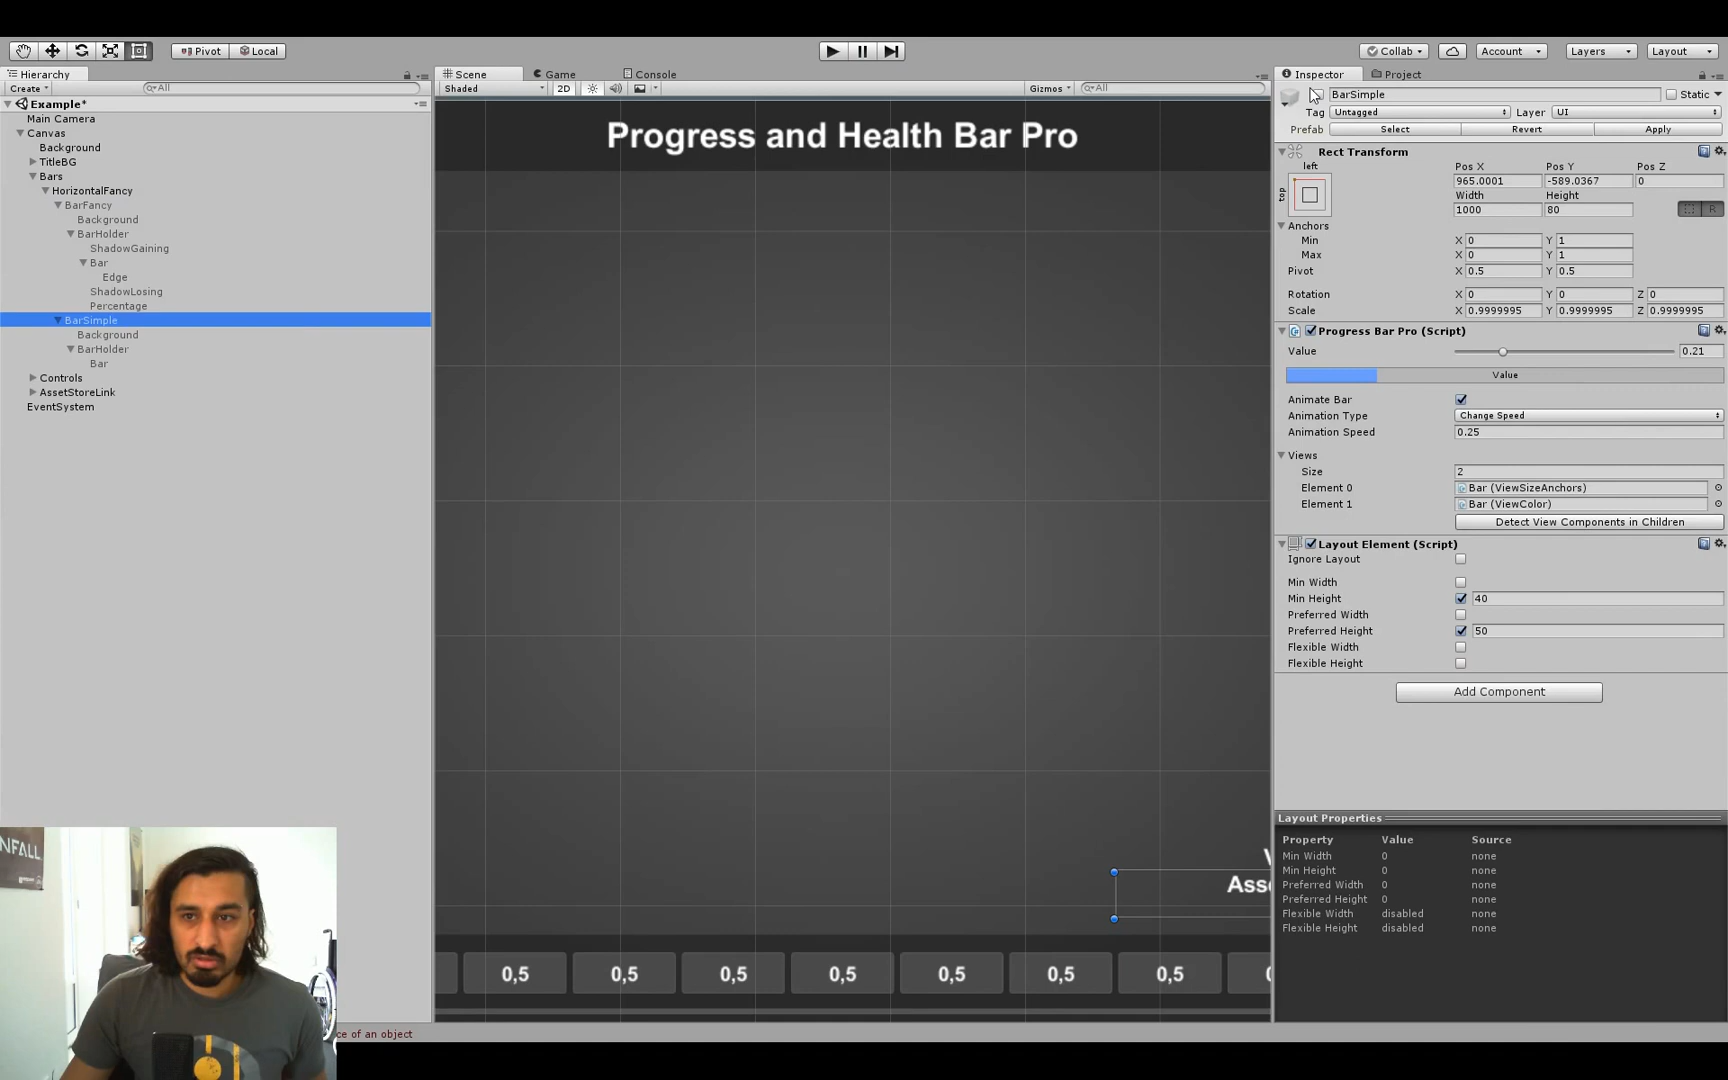 Pivot Local Collab Account Layers Layout
Hierarchy Scene Game Console Inspector Project
Create All Shaded 2D Gizmos All
Example*
Main Camera
Canvas
Background
TitleBG
Bars
HorizontalFancy
BarFancy
Background
BarHolder
ShadowGaining
Bar
Edge
ShadowLosing
Percentage
BarSimple
Background
BarHolder
Bar
Controls
AssetStoreLink
EventSystem
Progress and Health Bar Pro
Asse
0,5 0,5 0,5 0,5 0,5 0,5 0,5
BarSimple Static
Tag Untagged Layer UI
Prefab Select Revert Apply
Rect Transform
left Pos X Pos Y Pos Z
top 965.0001 -589.0367 0
Width Height
1000 80 R
Anchors
Min X 0 Y 1
Max X 0 Y 1
Pivot X 0.5 Y 0.5
Rotation X 0 Y 0 Z 0
Scale X 0.9999995 Y 0.9999995 Z 0.9999995
Progress Bar Pro (Script)
Value 0.21
Value
Animate Bar
Animation Type Change Speed
Animation Speed 0.25
Views
Size 2
Element 0 Bar (ViewSizeAnchors)
Element 1 Bar (ViewColor)
Detect View Components in Children
Layout Element (Script)
Ignore Layout
Min Width
Min Height 40
Preferred Width
Preferred Height 50
Flexible Width
Flexible Height
Add Component
Layout Properties
Property Value Source
Min Width 0 none
Min Height 0 none
Preferred Width 0 none
Preferred Height 0 none
Flexible Width disabled none
Flexible Height disabled none
NFALL
ce of an object